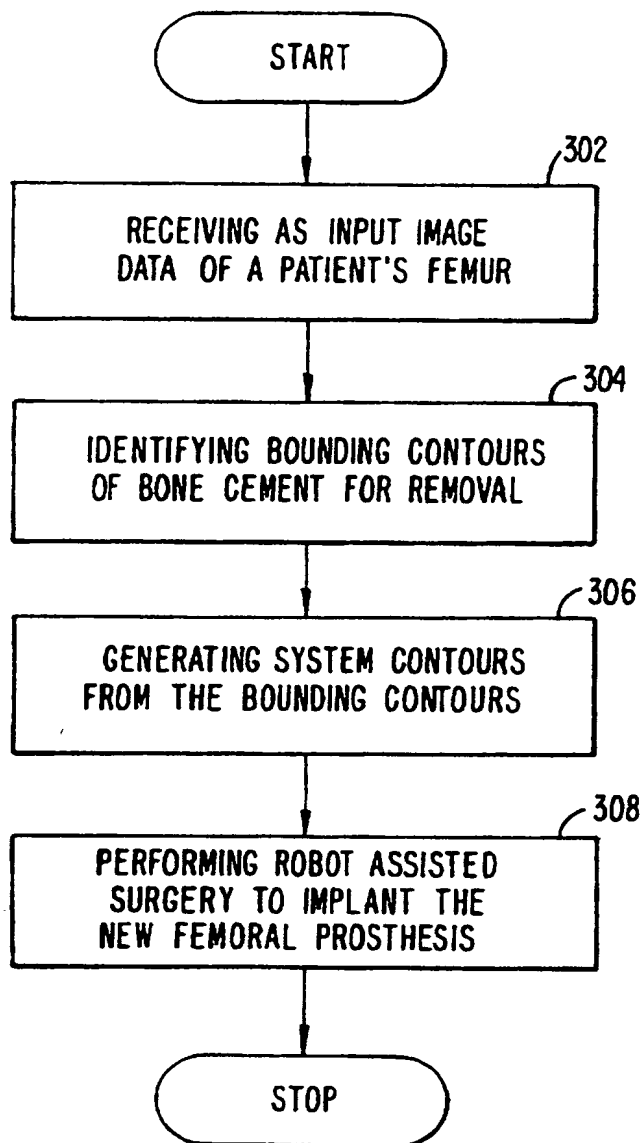 START
302
RECEIVING AS INPUT IMAGE
DATA OF A PATIENT'S FEMUR
304
IDENTIFYING BOUNDING CONTOURS
OF BONE CEMENT FOR REMOVAL
306
GENERATING SYSTEM CONTOURS
FROM THE BOUNDING CONTOURS
308
PERFORMING ROBOT ASSISTED
SURGERY TO IMPLANT THE
NEW FEMORAL PROSTHESIS
STOP